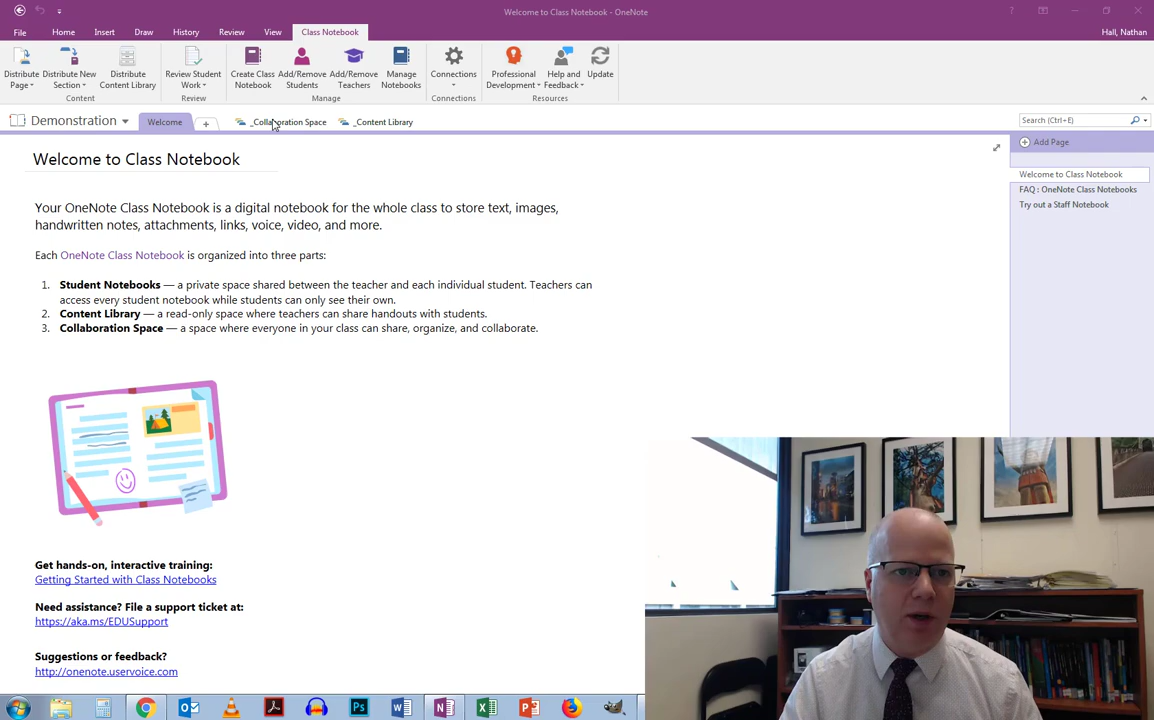 Welcome to Class Notebook - OneNote
?
File
Home
Insert
Draw
History
Review
View
Class Notebook
Hall, Nathan
Distribute Page
Distribute New Section
Distribute Content Library
Review Student Work
Create Class Notebook
Add/Remove Students
Add/Remove Teachers
Manage Notebooks
Connections
Professional Development
Help and Feedback
Update
Content
Review
Manage
Connections
Resources
Demonstration
Welcome
+
_Collaboration Space
_Content Library
Search (Ctrl+E)
Add Page
Welcome to Class Notebook
FAQ : OneNote Class Notebooks
Try out a Staff Notebook
Welcome to Class Notebook
Your OneNote Class Notebook is a digital notebook for the whole class to store text, images,
handwritten notes, attachments, links, voice, video, and more.
Each OneNote Class Notebook is organized into three parts:
1. Student Notebooks — a private space shared between the teacher and each individual student. Teachers can
access every student notebook while students can only see their own.
2. Content Library — a read-only space where teachers can share handouts with students.
3. Collaboration Space — a space where everyone in your class can share, organize, and collaborate.
Get hands-on, interactive training:
Getting Started with Class Notebooks
Need assistance? File a support ticket at:
https://aka.ms/EDUSupport
Suggestions or feedback?
http://onenote.uservoice.com